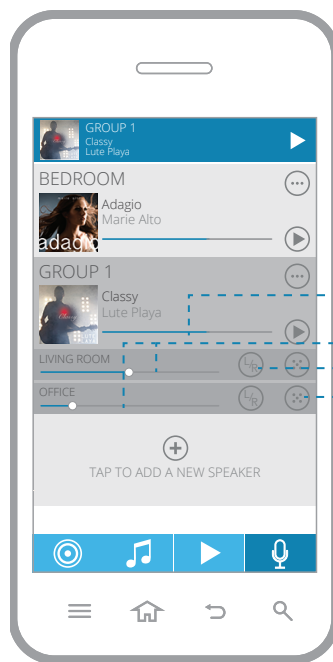 GROUP 1
Classy
Lute Playa
BEDROOM
Adagio
Marie Alto
adagio
GROUP 1
Classy
Lute Playa
Classy
LIVING ROOM
L/R
OFFICE
L/R
TAP TO ADD A NEW SPEAKER